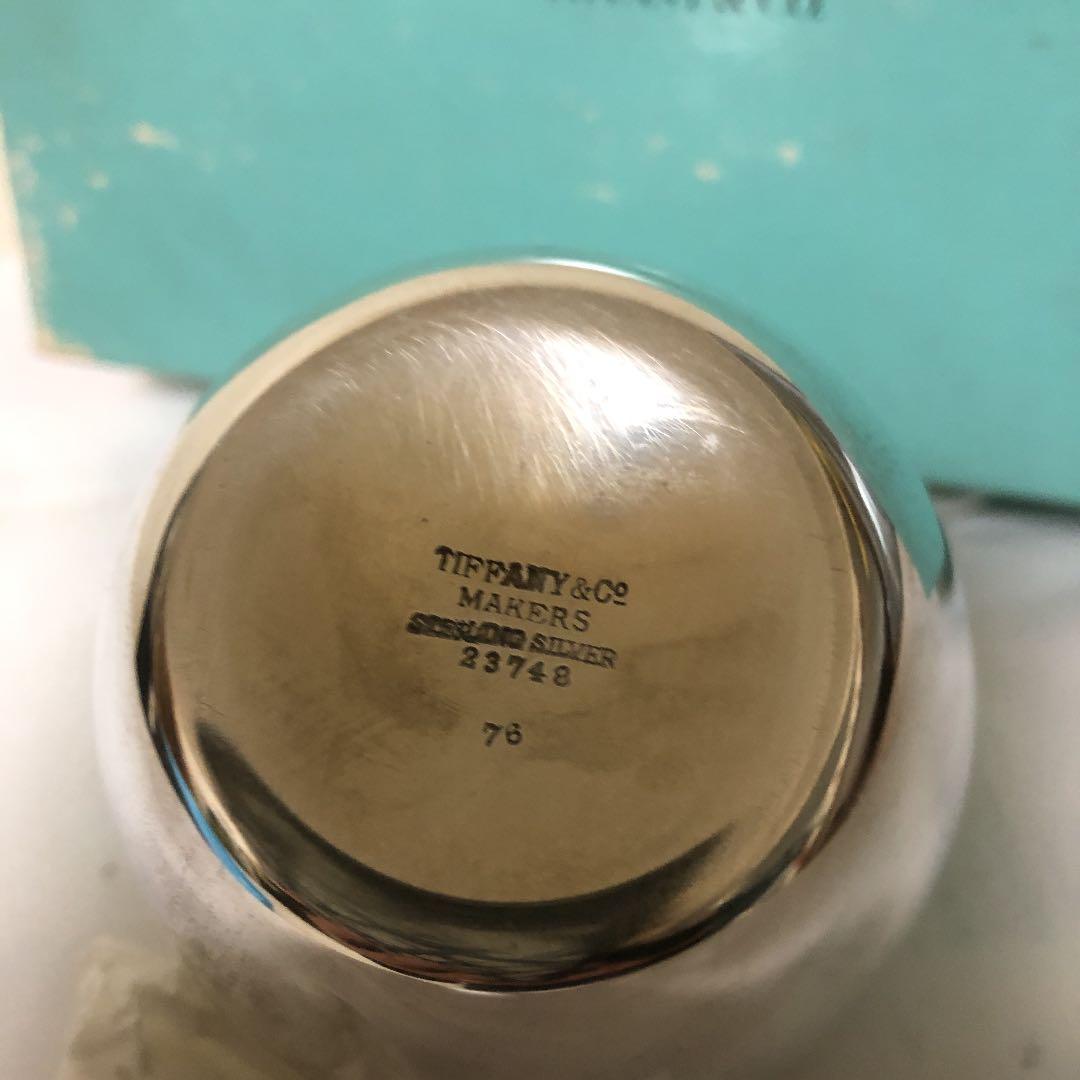 TIFFANY & Cº
MAKERS
STERLING SILVER
23748
76